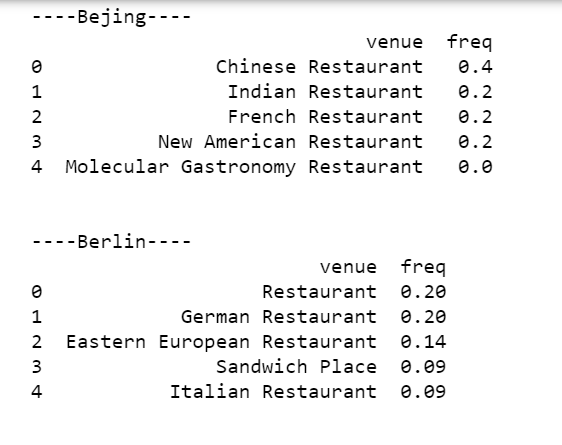 ----Bejing----
venue freq
0 Chinese Restaurant 0.4
1 Indian Restaurant 0.2
2 French Restaurant 0.2
3 New American Restaurant 0.2
4 Molecular Gastronomy Restaurant 0.0
----Berlin----
venue freq
0 Restaurant 0.20
1 German Restaurant 0.20
2 Eastern European Restaurant 0.14
3 Sandwich Place 0.09
4 Italian Restaurant 0.09